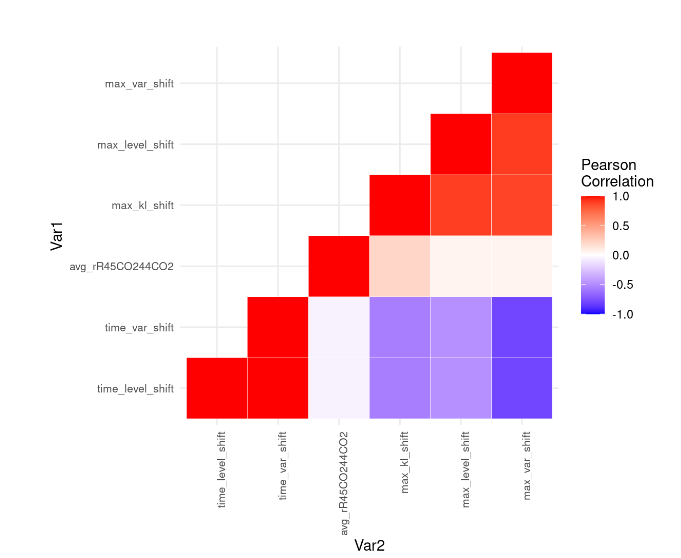 max_var_shift
max_level_shift
max_kl_shift
avg_rR45CO244CO2
time_var_shift
time_level_shift
Var1
time_level_shift
time_var_shift
avg_rR45CO244CO2
max_kl_shift
max_level_shift
max_var_shift
Var2
Pearson
Correlation
1.0
0.5
0.0
-0.5
-1.0